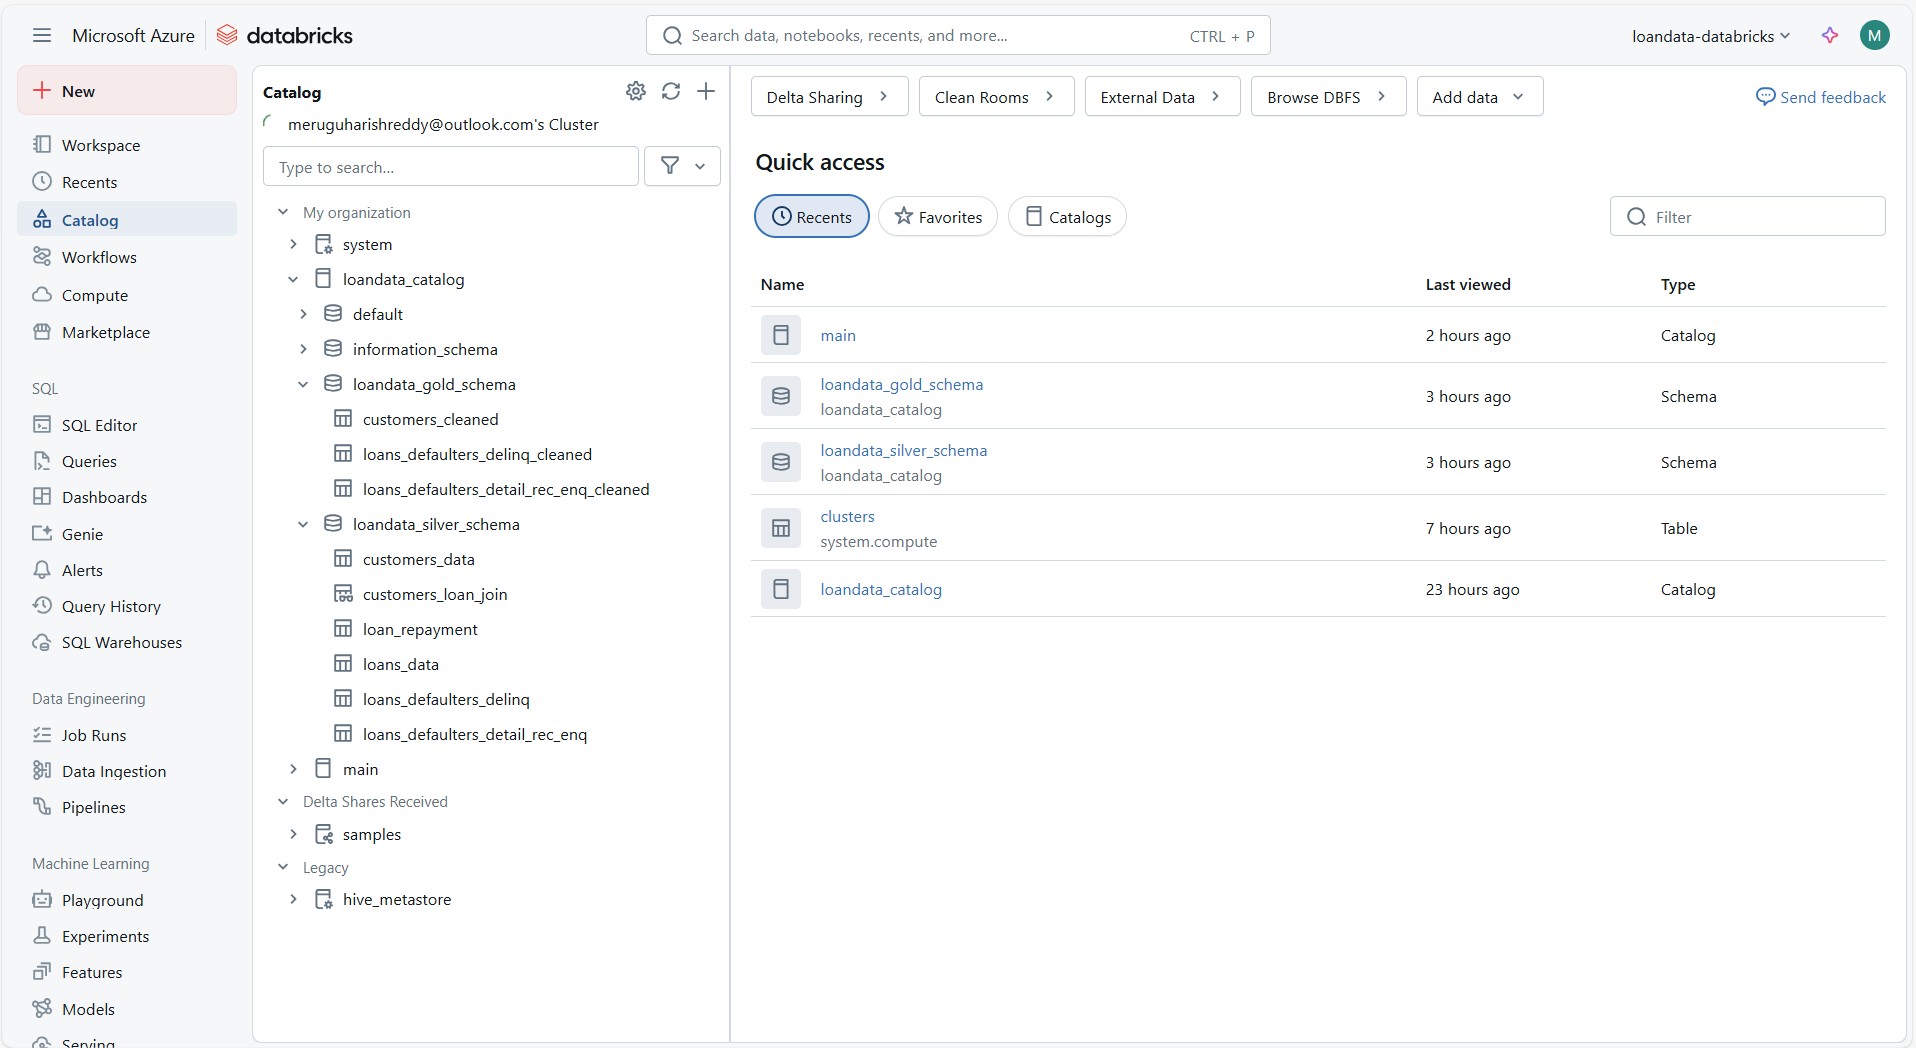 Microsoft Azure databricks
Search data, notebooks, recents, and more... CTRL + P
loandata-databricks M
New
Workspace
Recents
Catalog
Workflows
Compute
Marketplace
SQL
SQL Editor
Queries
Dashboards
Genie
Alerts
Query History
SQL Warehouses
Data Engineering
Job Runs
Data Ingestion
Pipelines
Machine Learning
Playground
Experiments
Features
Models
Serving
Catalog
meruguharishreddy@outlook.com's Cluster
Type to search...
My organization
system
loandata_catalog
default
information_schema
loandata_gold_schema
customers_cleaned
loans_defaulters_delinq_cleaned
loans_defaulters_detail_rec_enq_cleaned
loandata_silver_schema
customers_data
customers_loan_join
loan_repayment
loans_data
loans_defaulters_delinq
loans_defaulters_detail_rec_enq
main
Delta Shares Received
samples
Legacy
hive_metastore
Delta Sharing Clean Rooms External Data Browse DBFS Add data Send feedback
Quick access
Recents Favorites Catalogs Filter
Name Last viewed Type
main 2 hours ago Catalog
loandata_gold_schema
loandata_catalog 3 hours ago Schema
loandata_silver_schema
loandata_catalog 3 hours ago Schema
clusters
system.compute 7 hours ago Table
loandata_catalog 23 hours ago Catalog